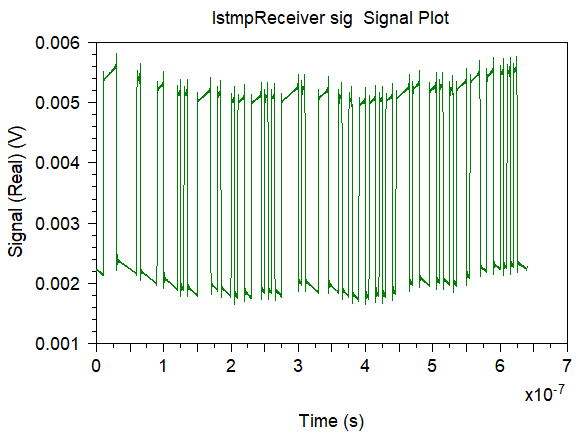 lstmpReceiver sig  Signal Plot
0.006
0.005
0.004
0.003
0.002
0.001
Signal (Real) (V)
0 1 2 3 4 5 6 7
x10-7
Time (s)